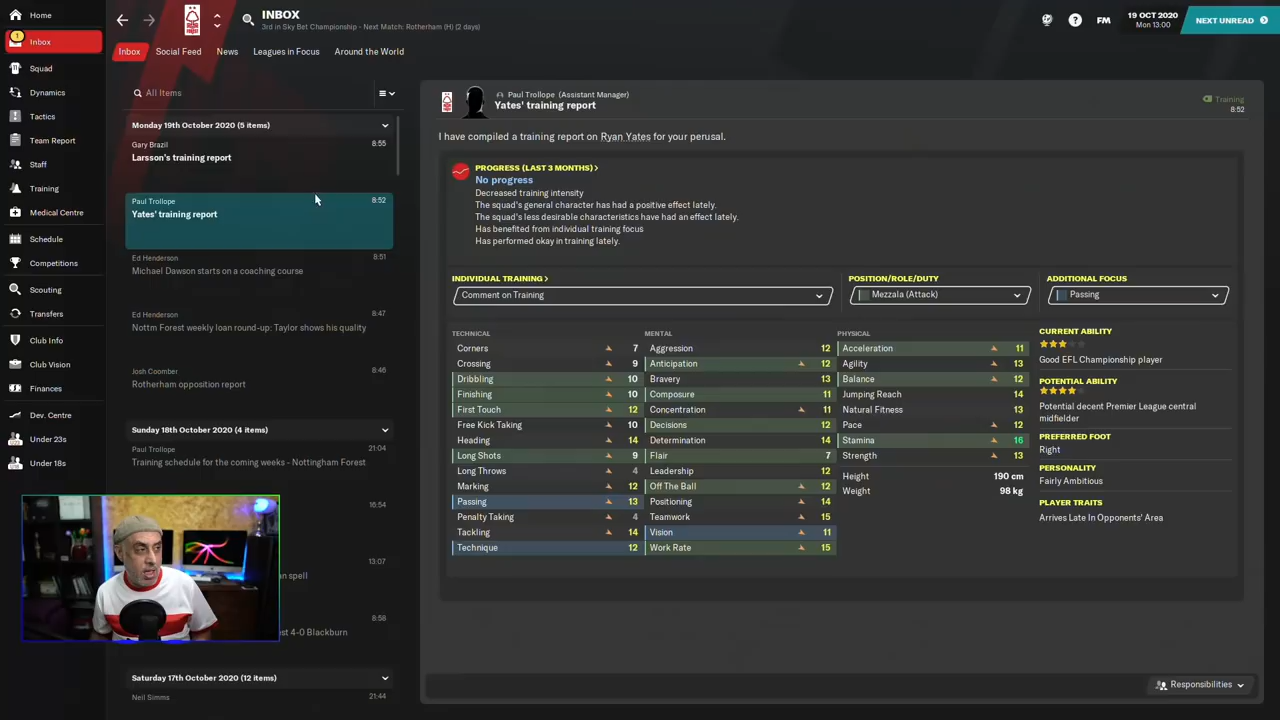 Home
1
Inbox
Squad
Dynamics
Tactics
Team Report
Staff
Training
Medical Centre
Schedule
Competitions
Scouting
Transfers
Club Info
Club Vision
Finances
Dev. Centre
Under 23s
Under 18s
INBOX
3rd in Sky Bet Championship - Next Match: Rotherham (H) (2 days)
?
FM
19 OCT 2020
Mon 13:00
NEXT UNREAD
Inbox
Social Feed
News
Leagues in Focus
Around the World
All Items
Monday 19th October 2020 (5 items)
Gary Brazil 8:55
Larsson's training report
Paul Trollope 8:52
Yates' training report
Ed Henderson 8:51
Michael Dawson starts on a coaching course
Ed Henderson 8:47
Nottm Forest weekly loan round-up: Taylor shows his quality
Josh Coomber 8:46
Rotherham opposition report
Sunday 18th October 2020 (4 items)
Paul Trollope 21:04
Training schedule for the coming weeks - Nottingham Forest
16:54
13:07
an spell
8:58
est 4-0 Blackburn
Saturday 17th October 2020 (12 items)
Neil Simms 21:44
Paul Trollope (Assistant Manager)
Yates' training report
Training
8:52
I have compiled a training report on Ryan Yates for your perusal.
PROGRESS (LAST 3 MONTHS) >
No progress
Decreased training intensity
The squad's general character has had a positive effect lately.
The squad's less desirable characteristics have had an effect lately.
Has benefited from individual training focus
Has performed okay in training lately.
INDIVIDUAL TRAINING >
Comment on Training
POSITION/ROLE/DUTY
Mezzala (Attack)
ADDITIONAL FOCUS
Passing
TECHNICAL
Corners 7
Crossing 9
Dribbling 10
Finishing 10
First Touch 12
Free Kick Taking 10
Heading 14
Long Shots 9
Long Throws 4
Marking 12
Passing 13
Penalty Taking 4
Tackling 14
Technique 12
MENTAL
Aggression 12
Anticipation 12
Bravery 13
Composure 11
Concentration 11
Decisions 12
Determination 14
Flair 7
Leadership 12
Off The Ball 12
Positioning 14
Teamwork 15
Vision 11
Work Rate 15
PHYSICAL
Acceleration 11
Agility 13
Balance 12
Jumping Reach 14
Natural Fitness 13
Pace 12
Stamina 16
Strength 13
Height 190 cm
Weight 98 kg
CURRENT ABILITY
Good EFL Championship player
POTENTIAL ABILITY
Potential decent Premier League central
midfielder
PREFERRED FOOT
Right
PERSONALITY
Fairly Ambitious
PLAYER TRAITS
Arrives Late In Opponents' Area
Responsibilities